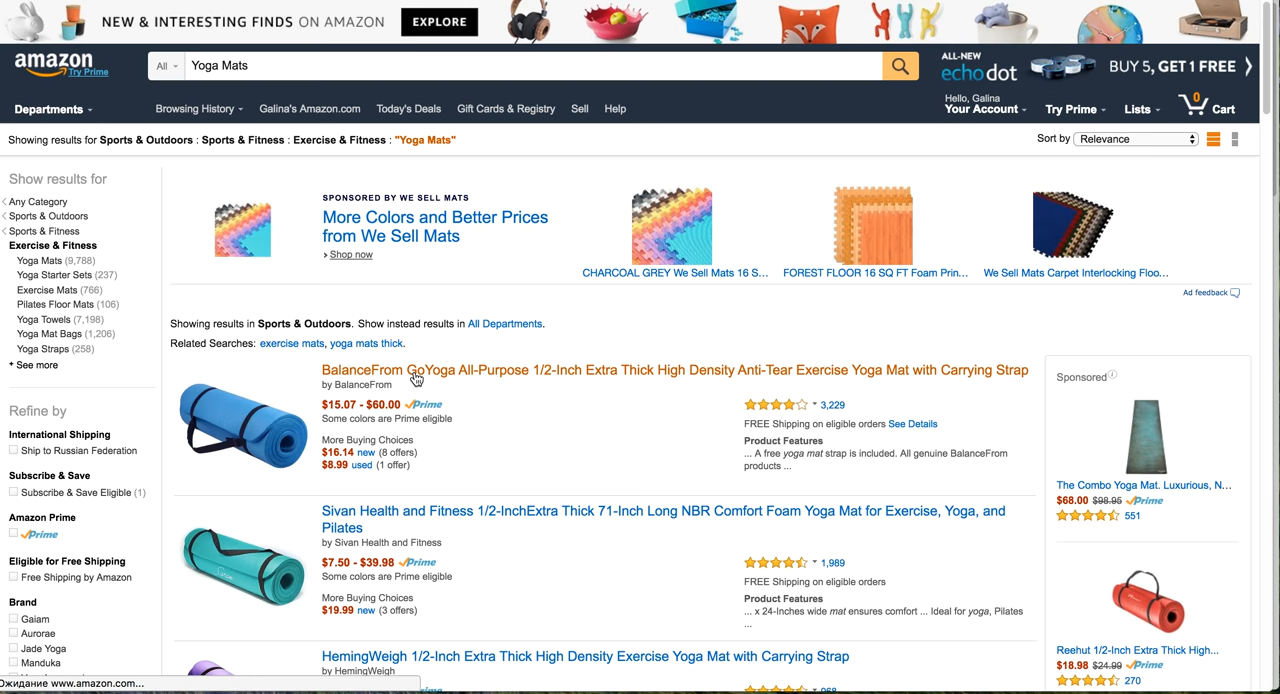 NEW & INTERESTING FINDS ON AMAZON EXPLORE
amazon
Try Prime
All
Yoga Mats
ALL-NEW
echo dot
BUY 5, GET 1 FREE
Departments
Browsing History
Galina's Amazon.com
Today's Deals
Gift Cards & Registry
Sell
Help
Hello, Galina
Your Account
Try Prime
Lists
0
Cart
Showing results for Sports & Outdoors : Sports & Fitness : Exercise & Fitness : "Yoga Mats"
Sort by Relevance
Show results for
Any Category
Sports & Outdoors
Sports & Fitness
Exercise & Fitness
Yoga Mats (9,788)
Yoga Starter Sets (237)
Exercise Mats (766)
Pilates Floor Mats (106)
Yoga Towels (7,198)
Yoga Mat Bags (1,206)
Yoga Straps (258)
+ See more
Refine by
International Shipping
Ship to Russian Federation
Subscribe & Save
Subscribe & Save Eligible (1)
Amazon Prime
Prime
Eligible for Free Shipping
Free Shipping by Amazon
Brand
Gaiam
Aurorae
Jade Yoga
Manduka
Ожидание www.amazon.com...
SPONSORED BY WE SELL MATS
More Colors and Better Prices
from We Sell Mats
› Shop now
CHARCOAL GREY We Sell Mats 16 S...
FOREST FLOOR 16 SQ FT Foam Prin...
We Sell Mats Carpet Interlocking Floo...
Ad feedback
Showing results in Sports & Outdoors. Show instead results in All Departments.
Related Searches: exercise mats, yoga mats thick.
BalanceFrom GoYoga All-Purpose 1/2-Inch Extra Thick High Density Anti-Tear Exercise Yoga Mat with Carrying Strap
by BalanceFrom
$15.07 - $60.00 Prime
Some colors are Prime eligible
More Buying Choices
$16.14 new (8 offers)
$8.99 used (1 offer)
3,229
FREE Shipping on eligible orders See Details
Product Features
... A free yoga mat strap is included. All genuine BalanceFrom
products ...
Sivan Health and Fitness 1/2-InchExtra Thick 71-Inch Long NBR Comfort Foam Yoga Mat for Exercise, Yoga, and
Pilates
by Sivan Health and Fitness
$7.50 - $39.98 Prime
Some colors are Prime eligible
More Buying Choices
$19.99 new (3 offers)
1,989
FREE Shipping on eligible orders
Product Features
... x 24-Inches wide mat ensures comfort ... Ideal for yoga, Pilates
...
HemingWeigh 1/2-Inch Extra Thick High Density Exercise Yoga Mat with Carrying Strap
by HemingWeigh
968
Sponsored
The Combo Yoga Mat. Luxurious, N...
$68.00 $98.95 Prime
551
Reehut 1/2-Inch Extra Thick High...
$18.98 $24.99 Prime
270